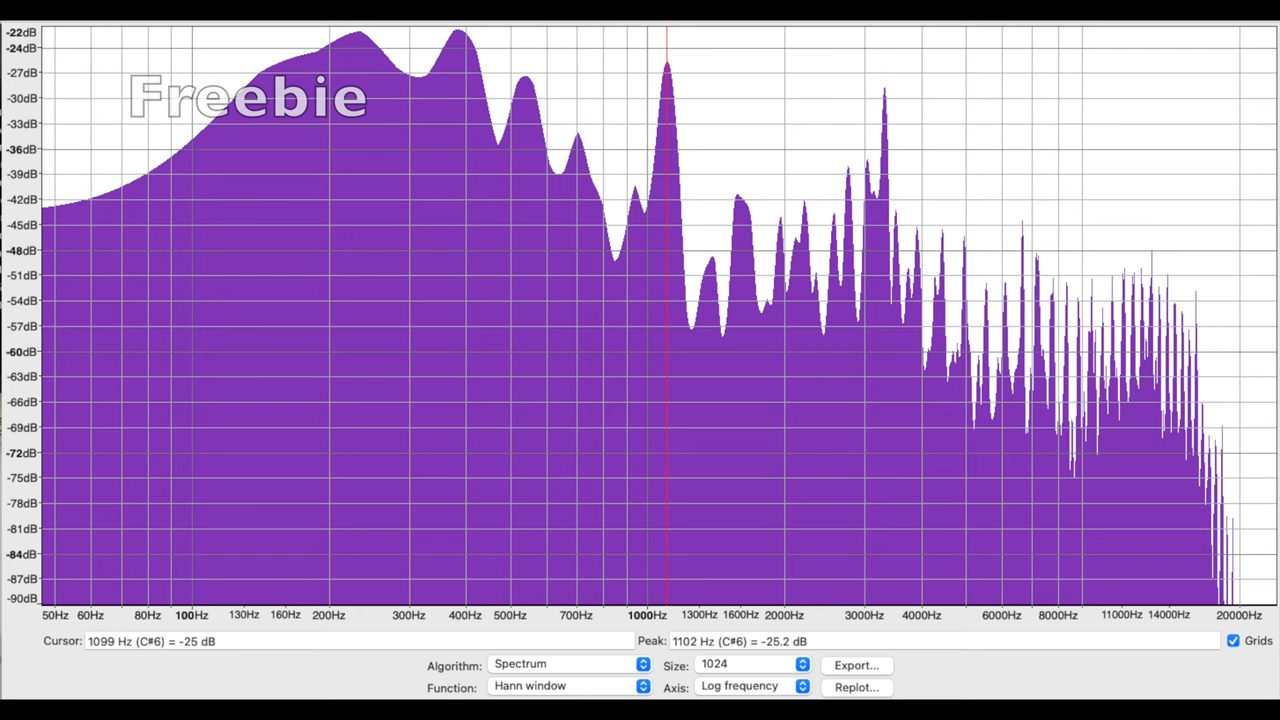 Freebie
-22dB
-24dB
-27dB
-30dB
-33dB
-36dB
-39dB
-42dB
-45dB
-48dB
-51dB
-54dB
-57dB
-60dB
-63dB
-66dB
-69dB
-72dB
-75dB
-78dB
-81dB
-84dB
-87dB
-90dB
50Hz 60Hz 80Hz 100Hz 130Hz 160Hz 200Hz 300Hz 400Hz 500Hz 700Hz 1000Hz 1300Hz 1600Hz 2000Hz 3000Hz 4000Hz 6000Hz 8000Hz 11000Hz 14000Hz 20000Hz
Cursor: 1099 Hz (C#6) = -25 dB Peak: 1102 Hz (C#6) = -25.2 dB Grids
Algorithm: Spectrum Size: 1024 Export...
Function: Hann window Axis: Log frequency Replot...